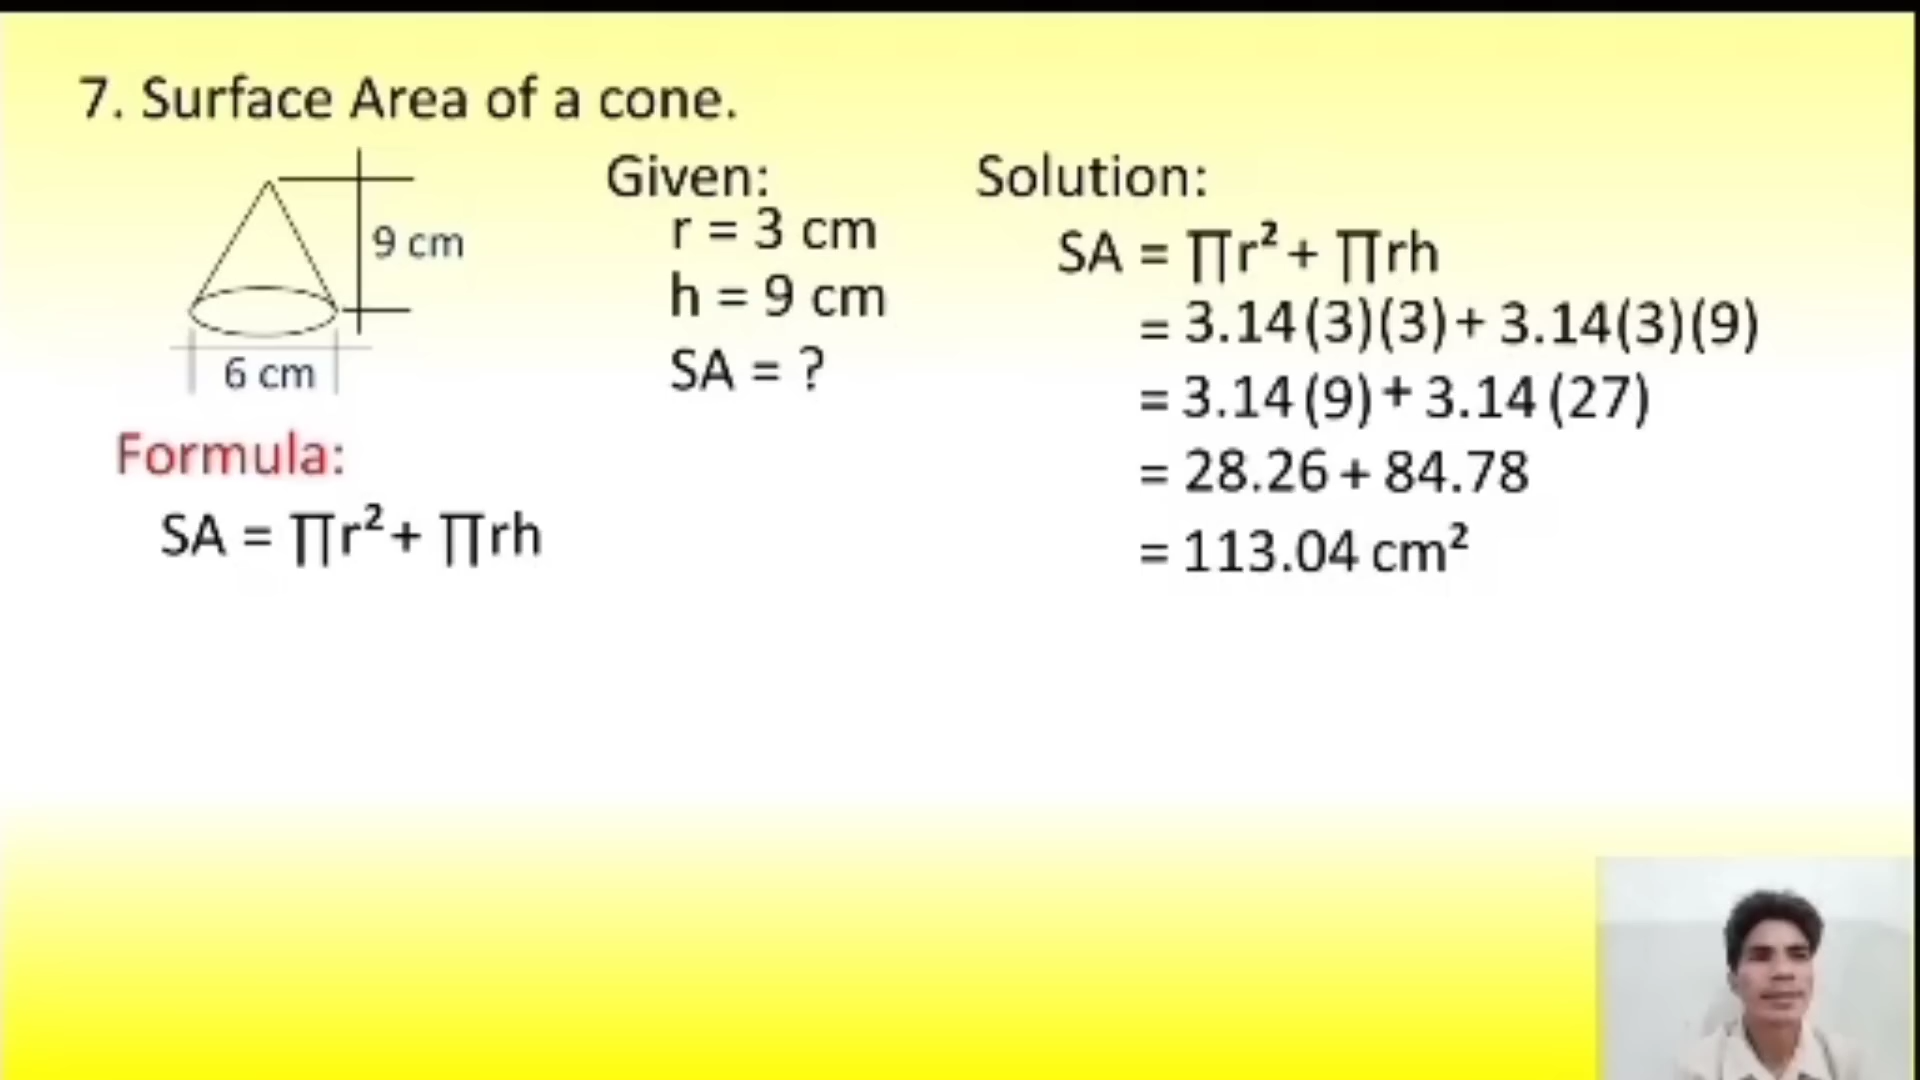 7. Surface Area of a cone.
9 cm
6 cm
Formula:
SA = ∏r² + ∏rh
Given:
r = 3 cm
h = 9 cm
SA = ?
Solution:
SA = ∏r² + ∏rh
= 3.14 (3)(3) + 3.14(3)(9)
= 3.14 (9) + 3.14 (27)
= 28.26 + 84.78
= 113.04 cm²